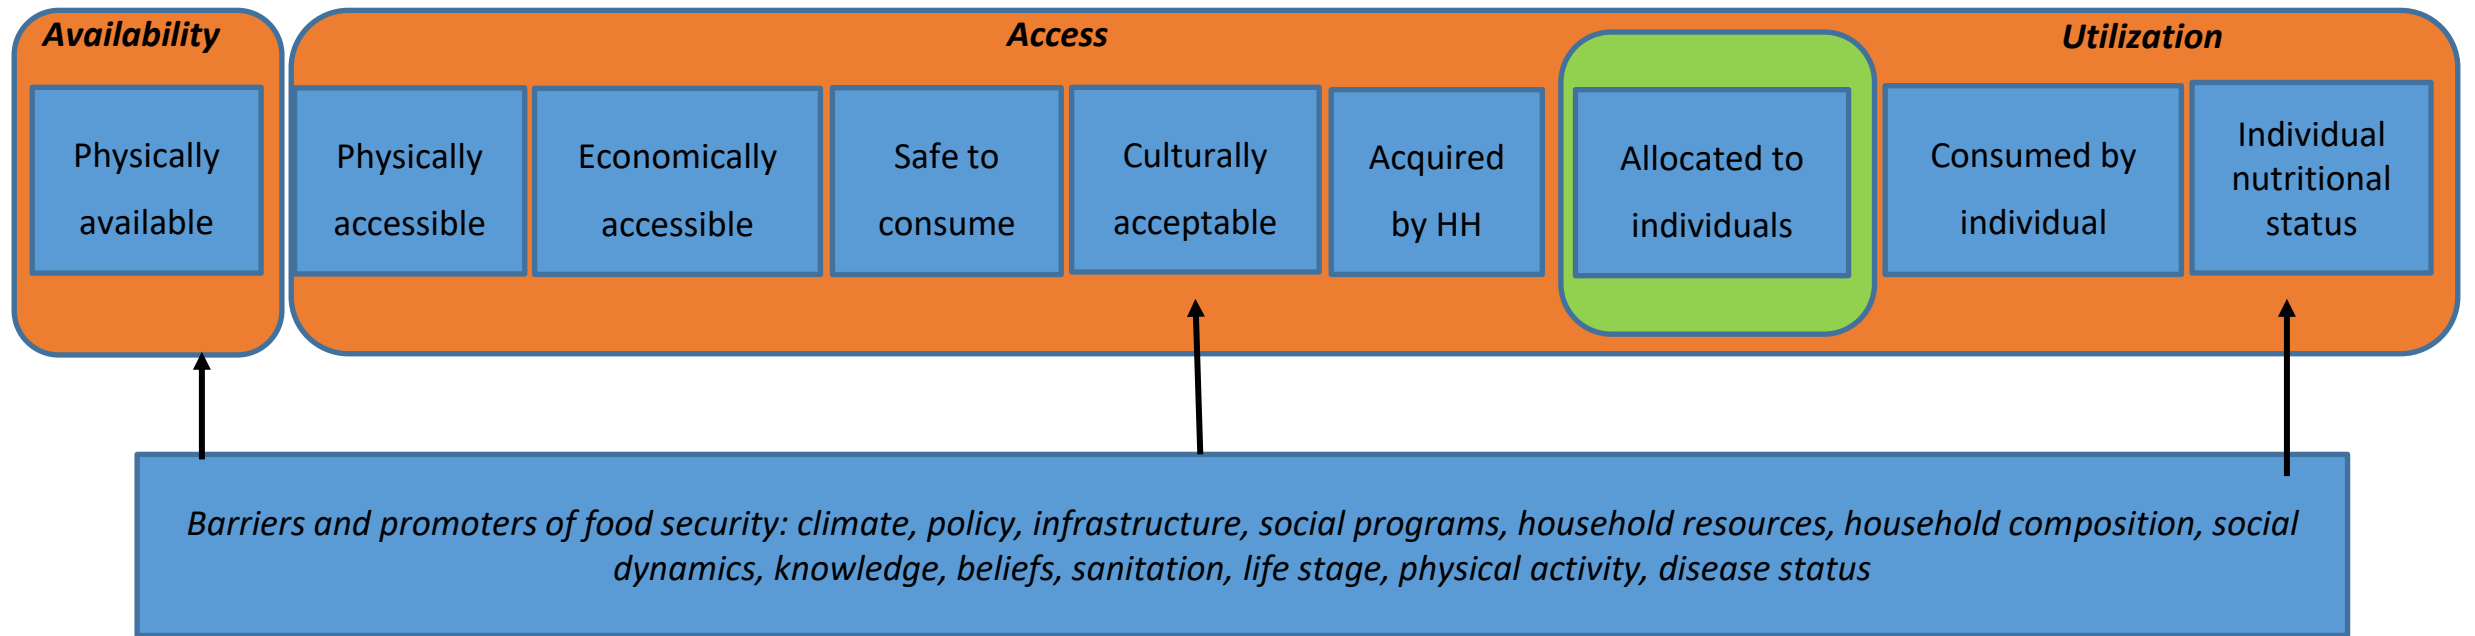 Availability
Access
Utilization
Physically
available
Physically
accessible
Economically
accessible
Safe to
consume
Culturally
acceptable
Acquired
by HH
Allocated to
individuals
Consumed by
individual
Individual
nutritional
status
Barriers and promoters of food security: climate, policy, infrastructure, social programs, household resources, household composition, social
dynamics, knowledge, beliefs, sanitation, life stage, physical activity, disease status